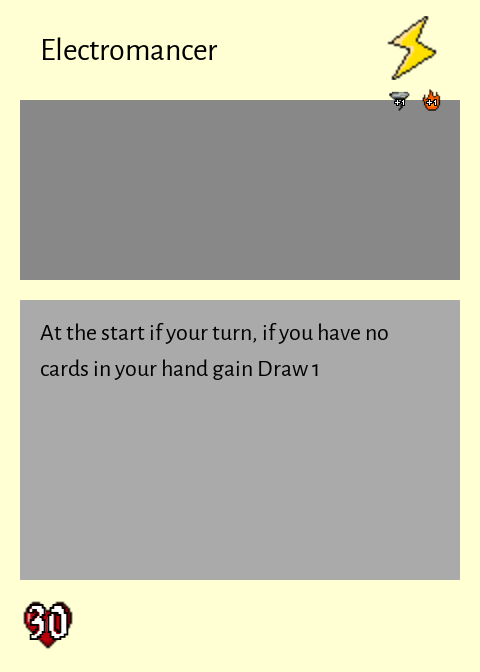 Electromancer
+1 +1
At the start if your turn, if you have no
cards in your hand gain Draw 1
30